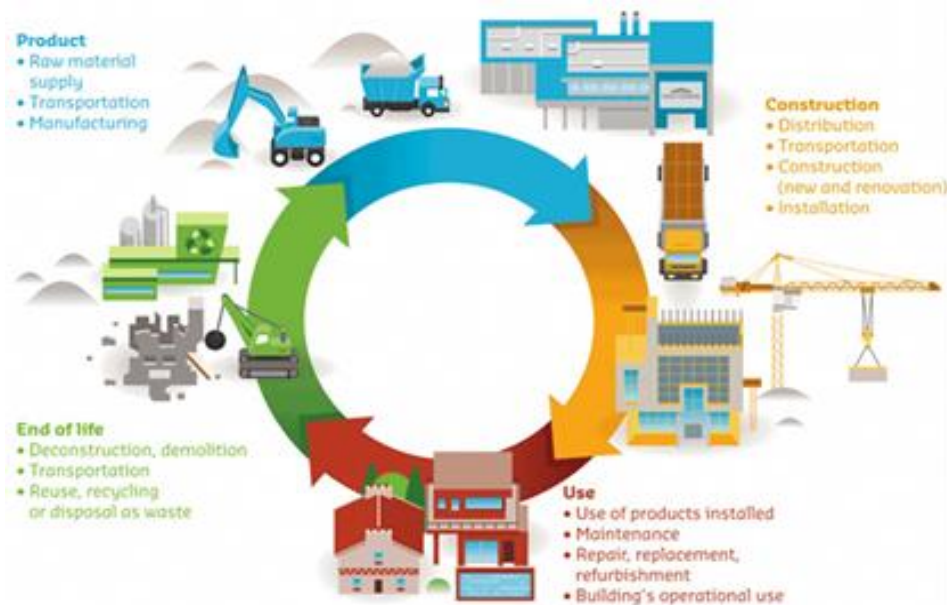 Product
• Raw material
supply
• Transportation
• Manufacturing
Construction
• Distribution
• Transportation
• Construction
(new and renovation)
• Installation
Use
• Use of products installed
• Maintenance
• Repair, replacement,
refurbishment
• Building's operational use
End of life
• Deconstruction, demolition
• Transportation
• Reuse, recycling
or disposal as waste